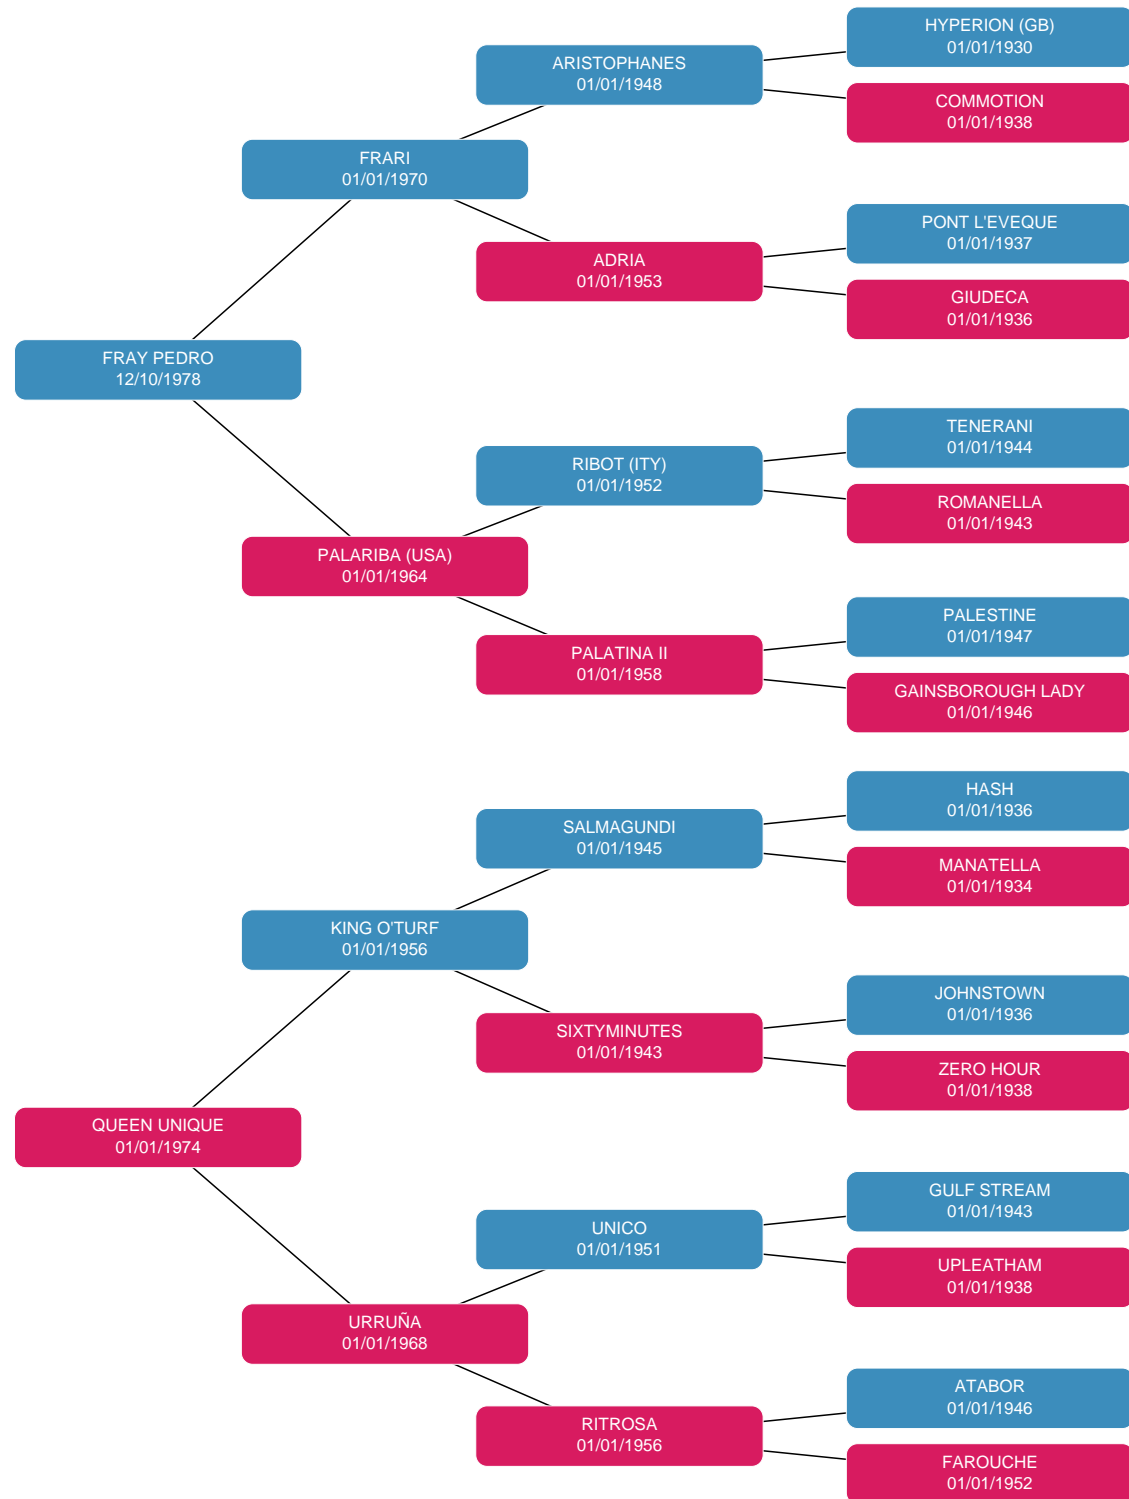 HYPERION (GB)
01/01/1930
ARISTOPHANES
01/01/1948
COMMOTION
01/01/1938
FRARI
01/01/1970
PONT L'EVEQUE
01/01/1937
ADRIA
01/01/1953
GIUDECA
01/01/1936
FRAY PEDRO
12/10/1978
TENERANI
01/01/1944
RIBOT (ITY)
01/01/1952
ROMANELLA
01/01/1943
PALARIBA (USA)
01/01/1964
PALESTINE
01/01/1947
PALATINA II
01/01/1958
GAINSBOROUGH LADY
01/01/1946
HASH
01/01/1936
SALMAGUNDI
01/01/1945
MANATELLA
01/01/1934
KING O'TURF
01/01/1956
JOHNSTOWN
01/01/1936
SIXTYMINUTES
01/01/1943
ZERO HOUR
01/01/1938
QUEEN UNIQUE
01/01/1974
GULF STREAM
01/01/1943
UNICO
01/01/1951
UPLEATHAM
01/01/1938
URRUÑA
01/01/1968
ATABOR
01/01/1946
RITROSA
01/01/1956
FAROUCHE
01/01/1952